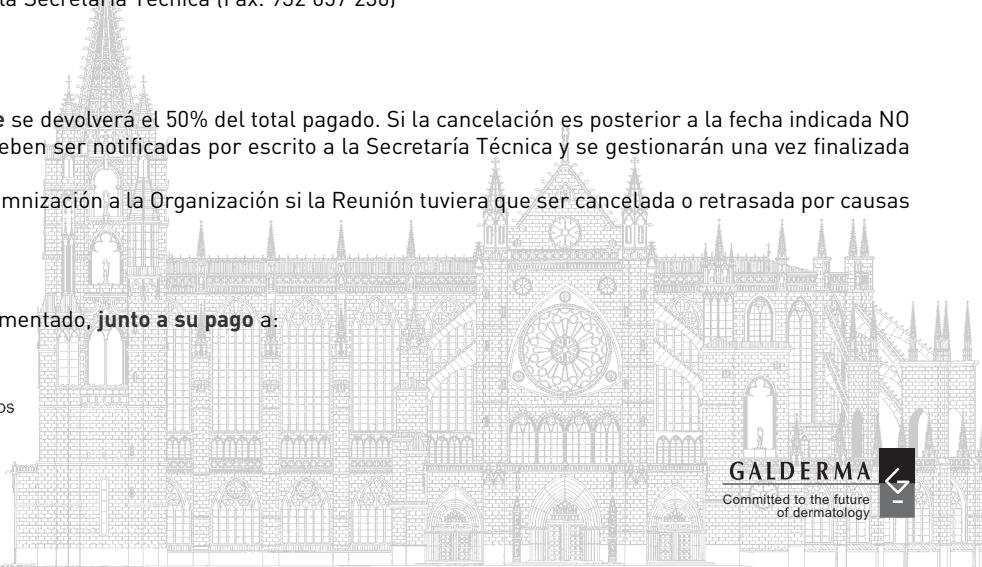 la Secretaría Técnica (Fax: 932 657 236)
e se devolverá el 50% del total pagado. Si la cancelación es posterior a la fecha indicada NO
eben ser notificadas por escrito a la Secretaría Técnica y se gestionarán una vez finalizada
mnización a la Organización si la Reunión tuviera que ser cancelada o retrasada por causas
mentado, junto a su pago a:
os
GALDERMA
Committed to the future
of dermatology